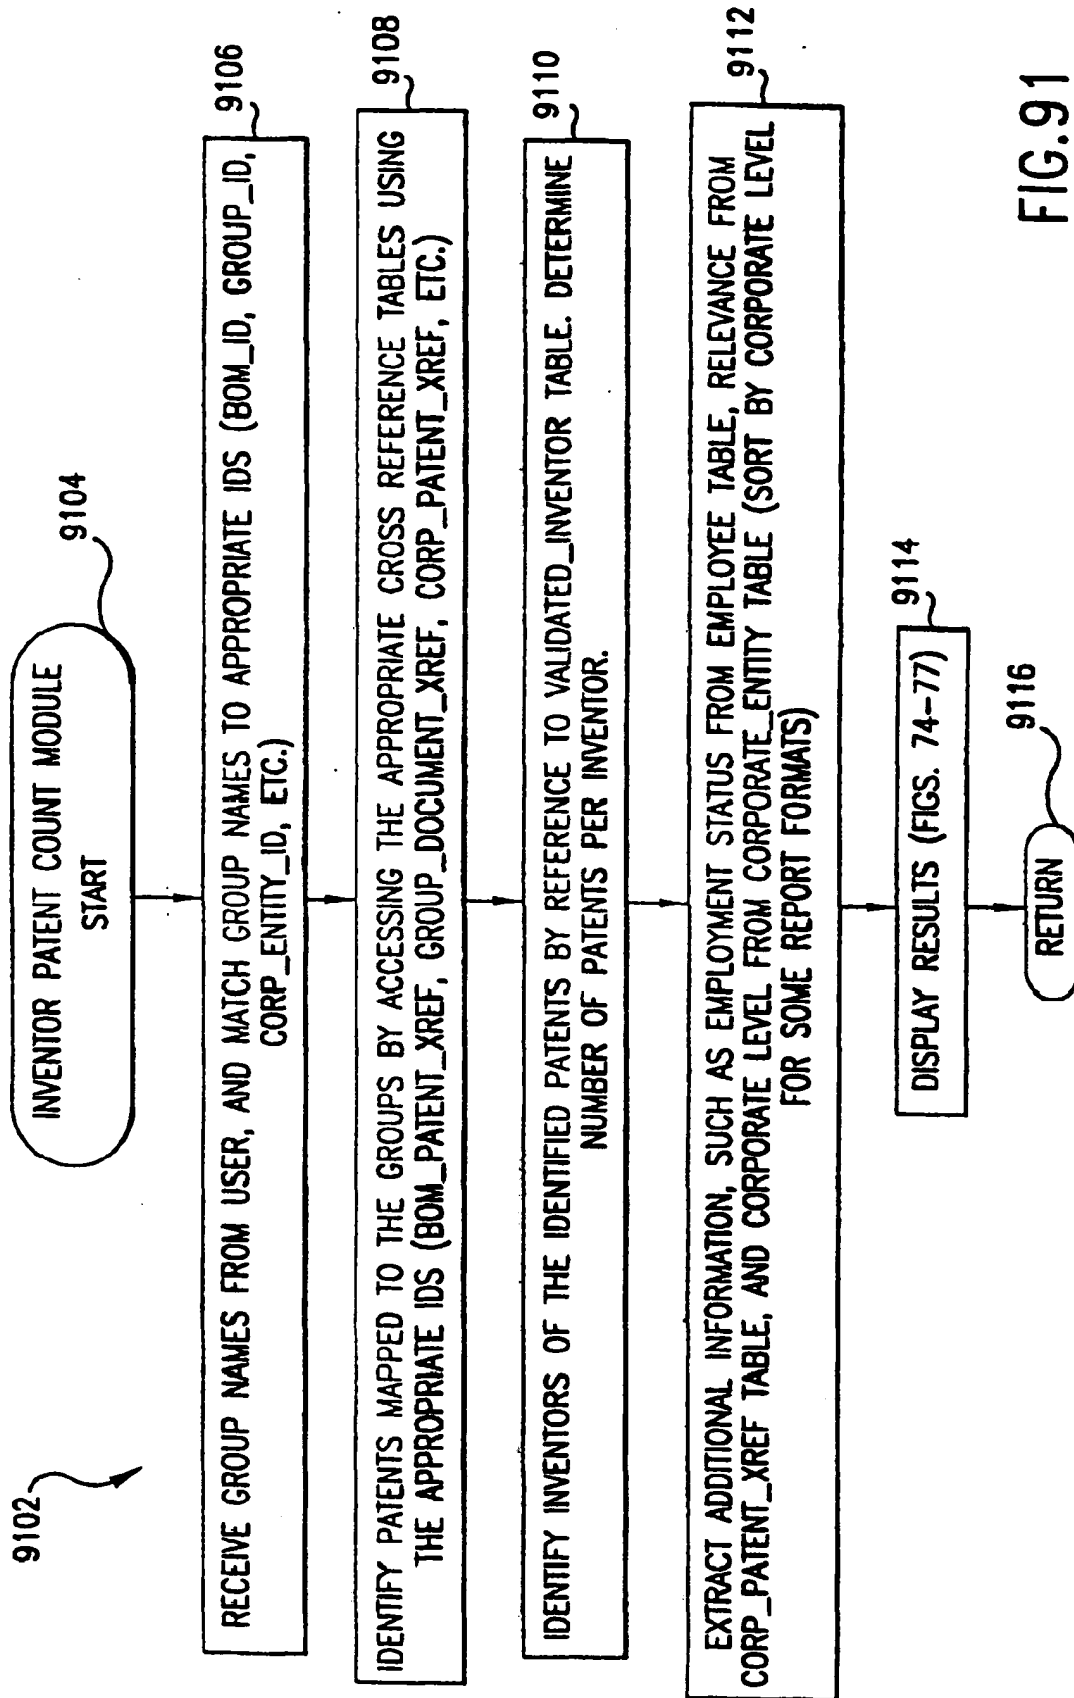 9102
INVENTOR PATENT COUNT MODULE
START
9104
RECEIVE GROUP NAMES FROM USER, AND MATCH GROUP NAMES TO APPROPRIATE IDS (BOM_ID, GROUP_ID,
CORP_ENTITY_ID, ETC.)
9106
IDENTIFY PATENTS MAPPED TO THE GROUPS BY ACCESSING THE APPROPRIATE CROSS REFERENCE TABLES USING
THE APPROPRIATE IDS (BOM_PATENT_XREF, GROUP_DOCUMENT_XREF, CORP_PATENT_XREF, ETC.)
9108
IDENTIFY INVENTORS OF THE IDENTIFIED PATENTS BY REFERENCE TO VALIDATED_INVENTOR TABLE. DETERMINE
NUMBER OF PATENTS PER INVENTOR.
9110
EXTRACT ADDITIONAL INFORMATION, SUCH AS EMPLOYMENT STATUS FROM EMPLOYEE TABLE, RELEVANCE FROM
CORP_PATENT_XREF TABLE, AND CORPORATE LEVEL FROM CORPORATE_ENTITY TABLE (SORT BY CORPORATE LEVEL
FOR SOME REPORT FORMATS)
9112
DISPLAY RESULTS (FIGS. 74-77)
9114
RETURN
9116
FIG.91